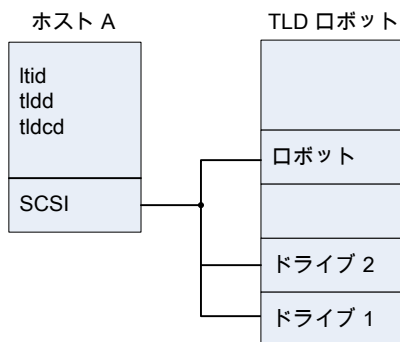 ホスト A
ltid
tldd
tldcd
SCSI
TLD ロボット
ロボット
ドライブ 2
ドライブ 1